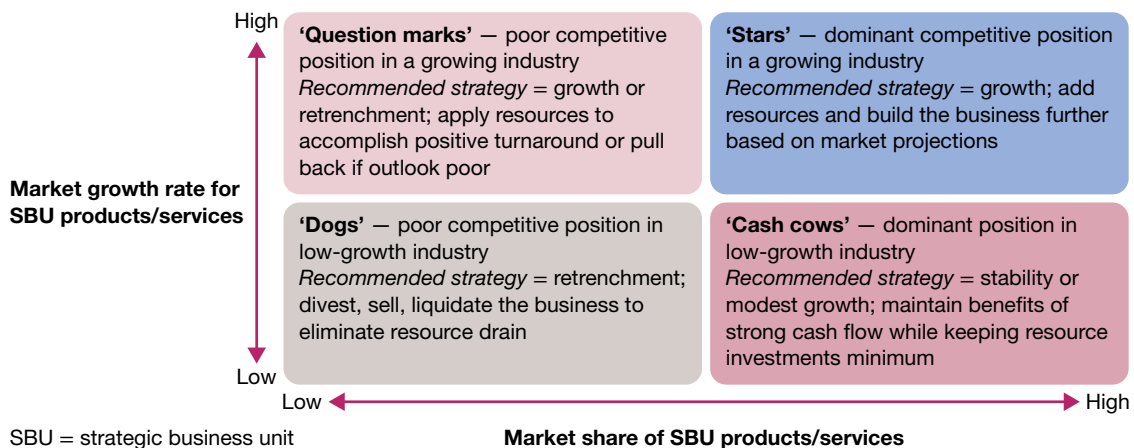 High
‘Question marks’ — poor competitive
position in a growing industry
Recommended strategy = growth or
retrenchment; apply resources to
accomplish positive turnaround or pull
back if outlook poor
‘Stars’ — dominant competitive position
in a growing industry
Recommended strategy = growth; add
resources and build the business further
based on market projections
Market growth rate for
SBU products/services
‘Dogs’ — poor competitive position in
low-growth industry
Recommended strategy = retrenchment;
divest, sell, liquidate the business to
eliminate resource drain
‘Cash cows’ — dominant position in
low-growth industry
Recommended strategy = stability or
modest growth; maintain benefits of
strong cash flow while keeping resource
investments minimum
Low
Low
High
SBU = strategic business unit
Market share of SBU products/services